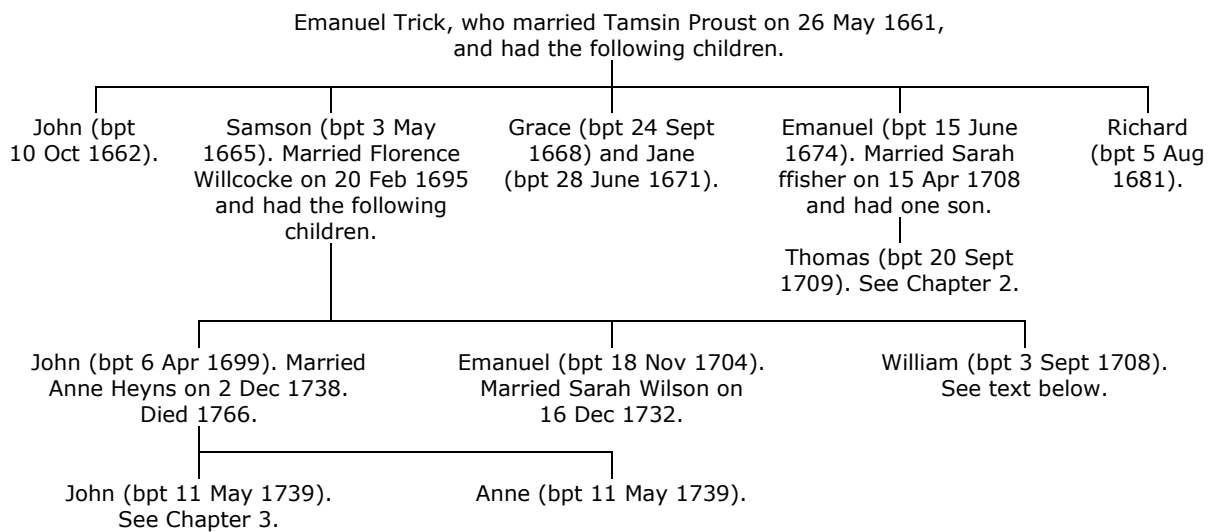 Emanuel Trick, who married Tamsin Proust on 26 May 1661,
and had the following children.
John (bpt
10 Oct 1662).
Samson (bpt 3 May
1665). Married Florence
Willcocke on 20 Feb 1695
and had the following
children.
Grace (bpt 24 Sept
1668) and Jane
(bpt 28 June 1671).
Emanuel (bpt 15 June
1674). Married Sarah
ffisher on 15 Apr 1708
and had one son.
Richard
(bpt 5 Aug
1681).
Thomas (bpt 20 Sept
1709). See Chapter 2.
John (bpt 6 Apr 1699). Married
Anne Heyns on 2 Dec 1738.
Died 1766.
Emanuel (bpt 18 Nov 1704).
Married Sarah Wilson on
16 Dec 1732.
William (bpt 3 Sept 1708).
See text below.
John (bpt 11 May 1739).
See Chapter 3.
Anne (bpt 11 May 1739).